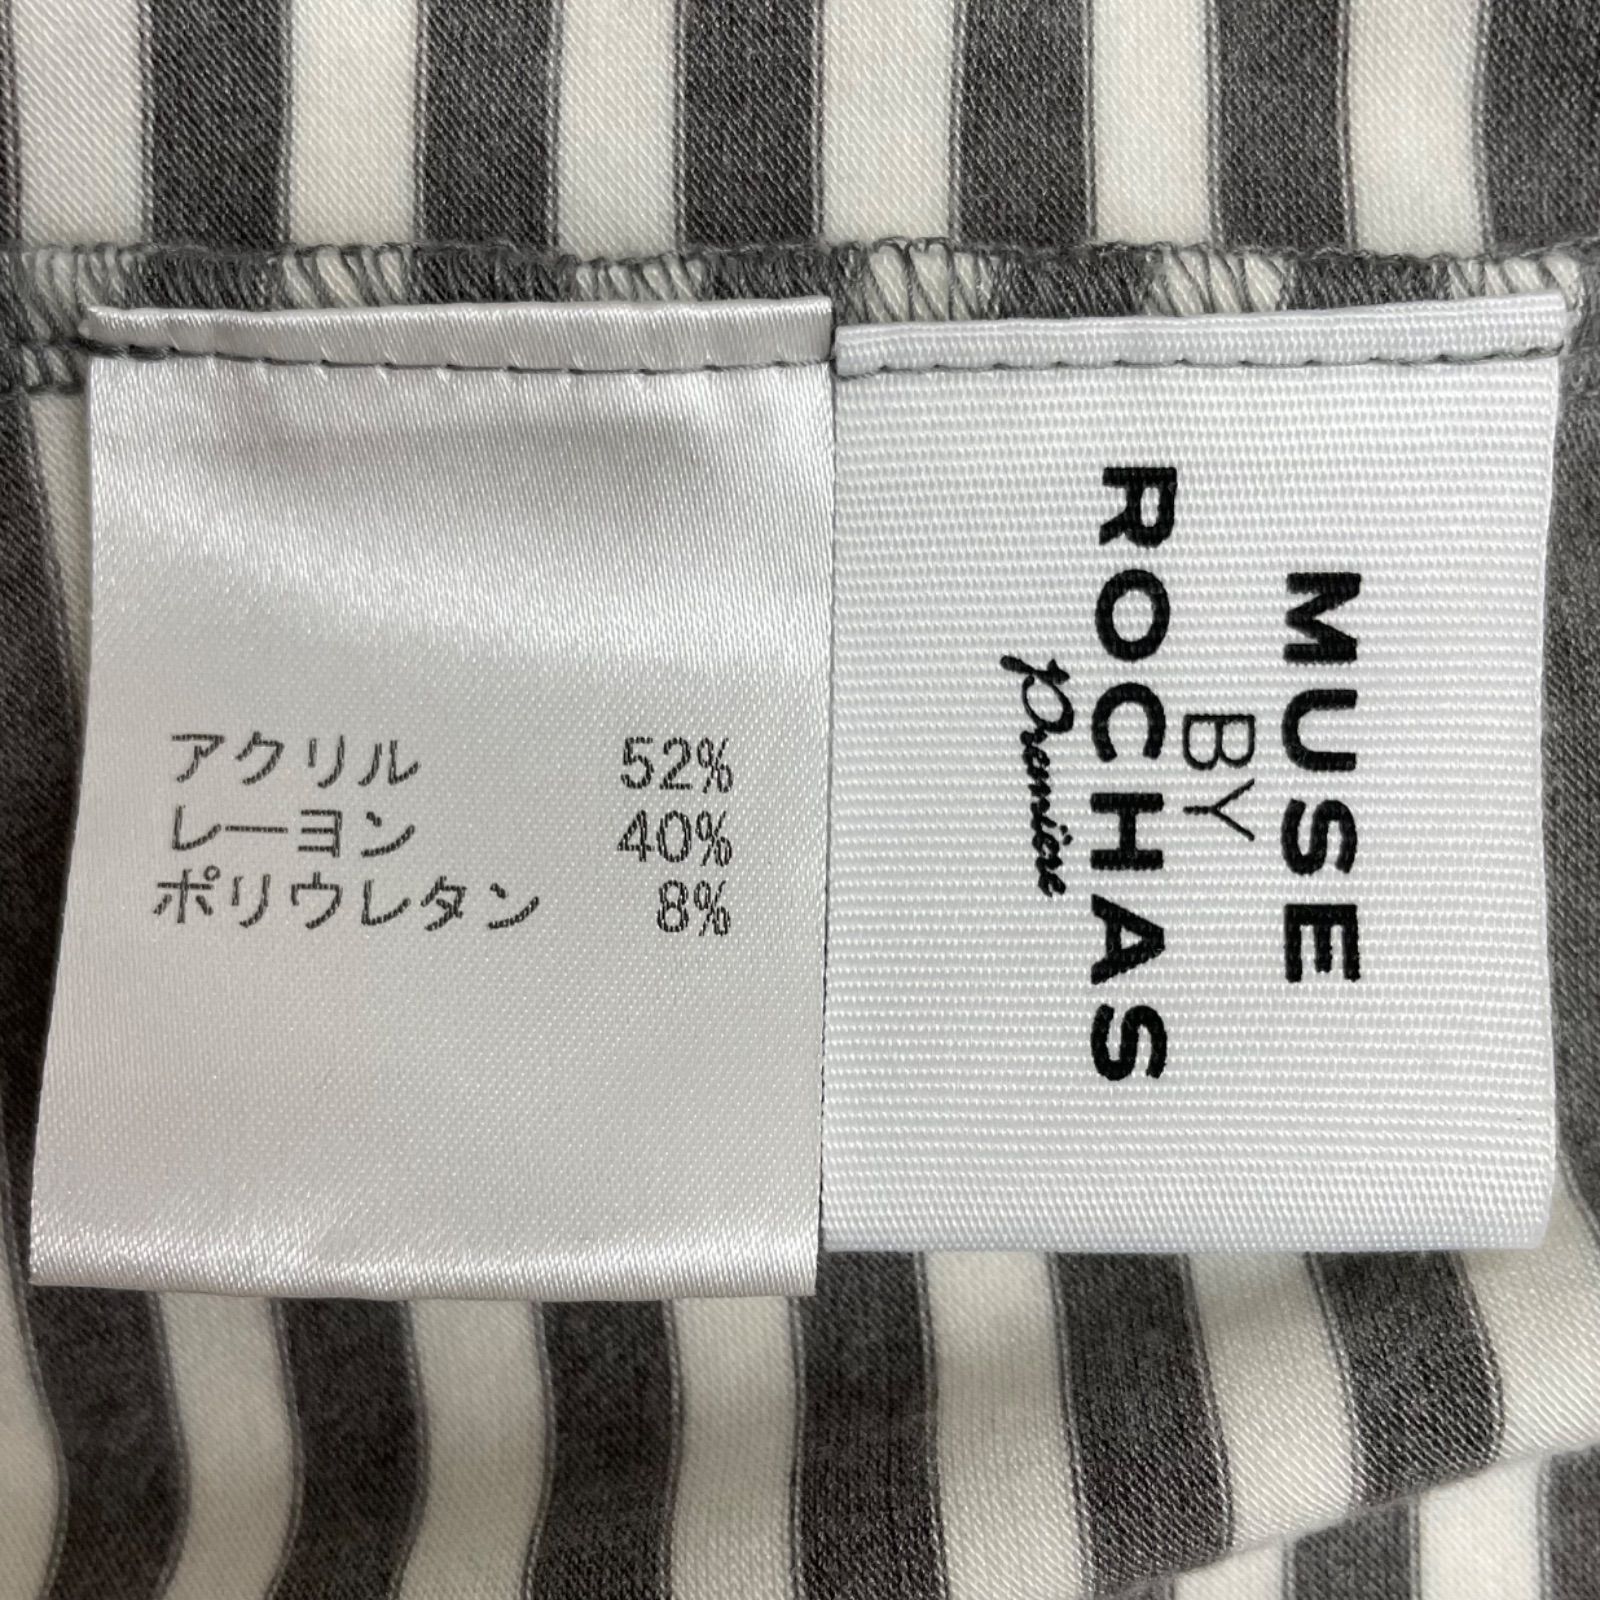 アクリル 52%
レーヨン 40%
ポリウレタン 8%
MUSE
BY
ROCHAS
Première